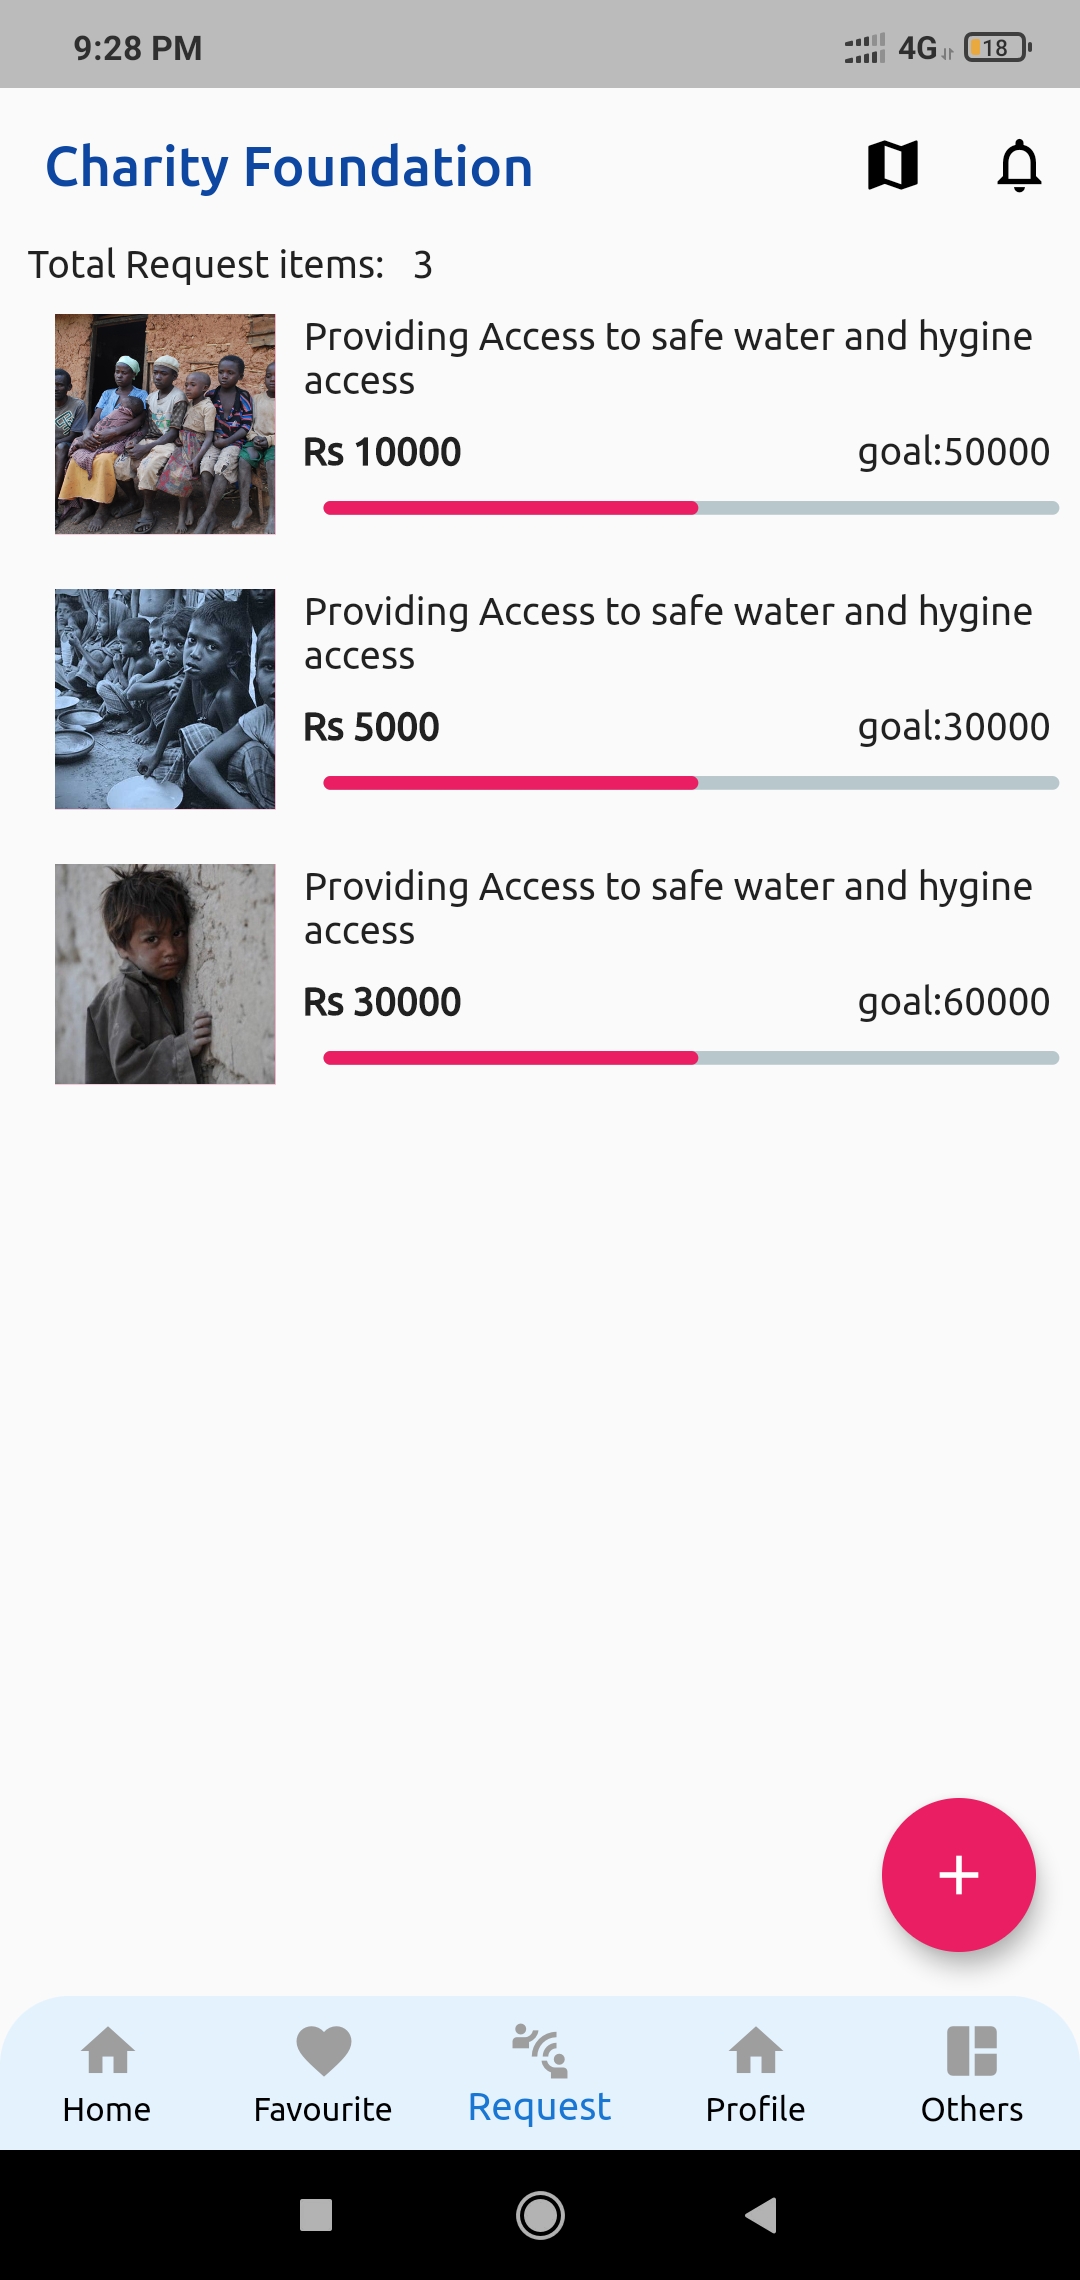 9:28 PM 4G 18
Charity Foundation
Total Request items: 3
Providing Access to safe water and hygine
access
Rs 10000 goal:50000
Providing Access to safe water and hygine
access
Rs 5000 goal:30000
Providing Access to safe water and hygine
access
Rs 30000 goal:60000
Home Favourite Request Profile Others